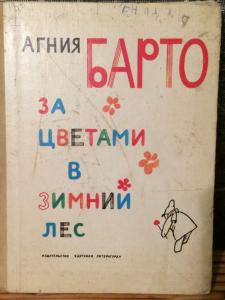 АГНИЯ БАРТО
ЗА
ЦВЕТАМИ
В
ЗИМНИЙ
ЛЕС
ИЗДАТЕЛЬСТВО «ДЕТСКАЯ ЛИТЕРАТУРА»